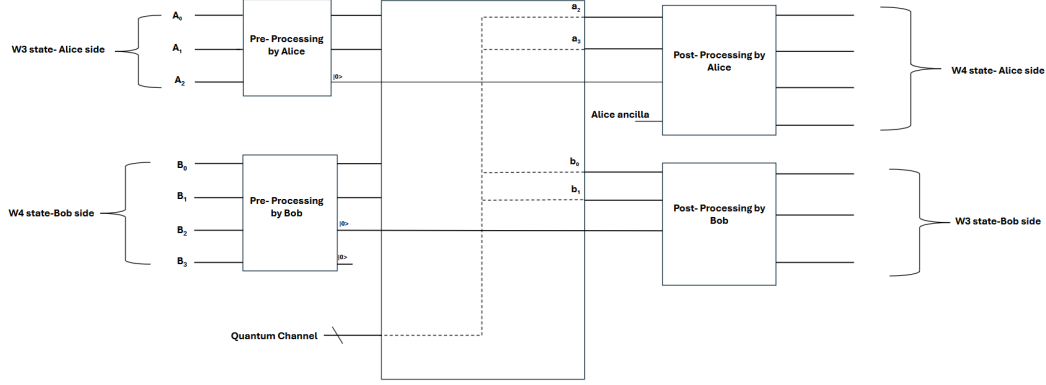 W3 state- Alice side
A₀
A₁
A₂
Pre- Processing
by Alice
|0>
a₂
a₃
Post- Processing by
Alice
Alice ancilla
W4 state- Alice side
W4 state-Bob side
B₀
B₁
B₂
B₃
Pre- Processing
by Bob
|0>
|0>
b₀
b₁
Post- Processing by
Bob
W3 state-Bob side
Quantum Channel